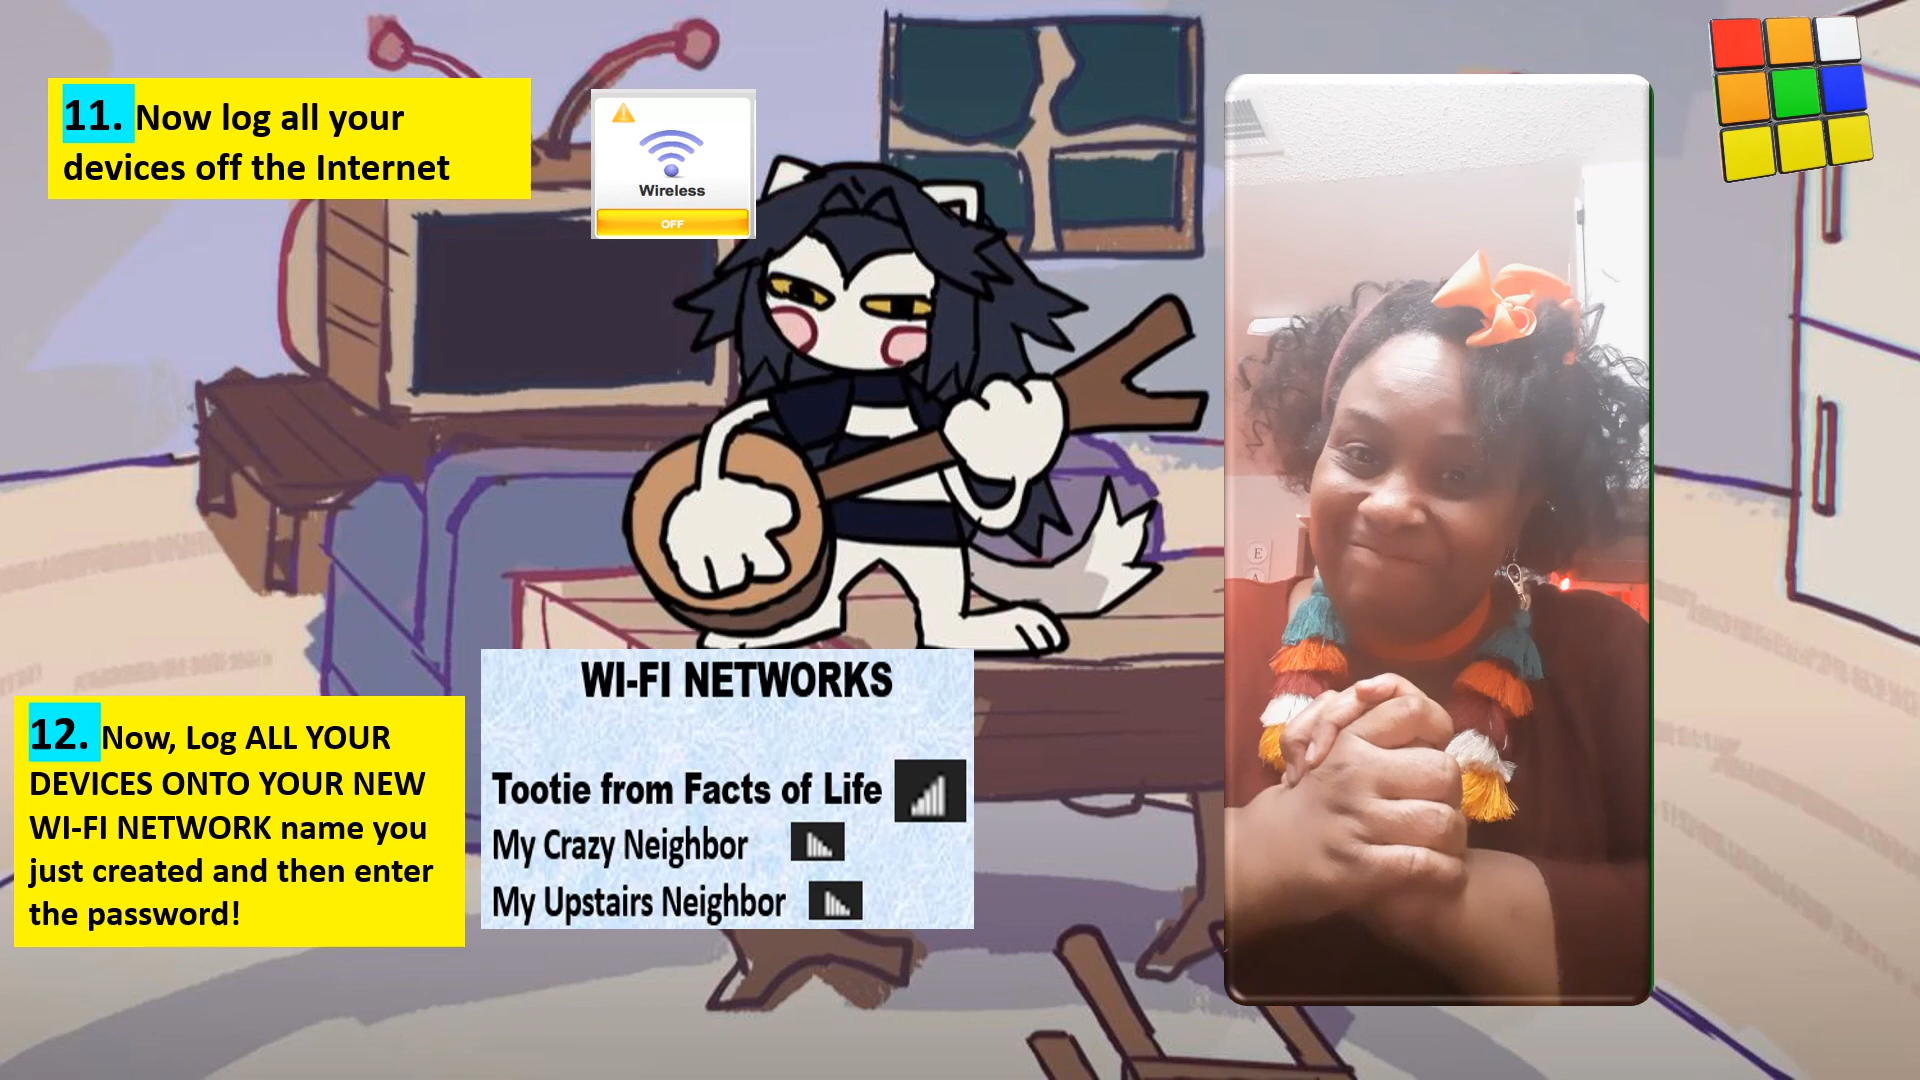 11. Now log all your
devices off the Internet
Wireless
OFF
WI-FI NETWORKS
Tootie from Facts of Life
My Crazy Neighbor
My Upstairs Neighbor
12. Now, Log ALL YOUR
DEVICES ONTO YOUR NEW
WI-FI NETWORK name you
just created and then enter
the password!
E
A